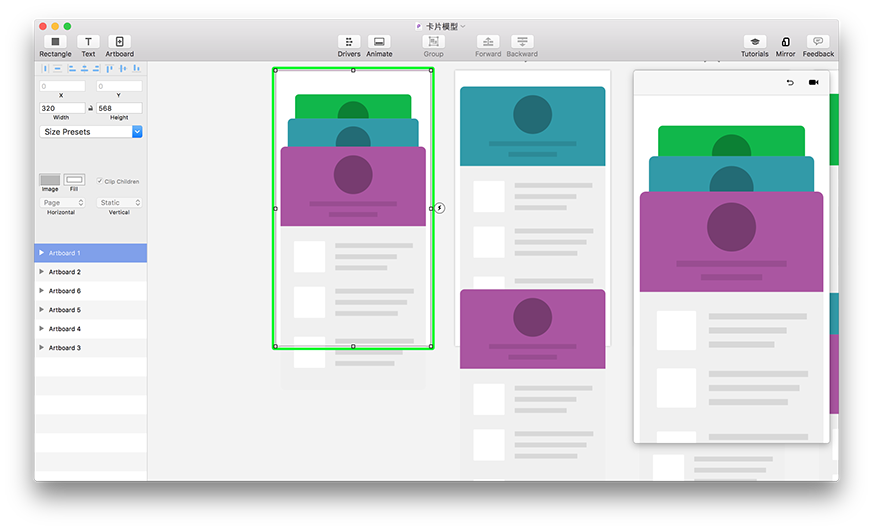 卡片模型
Rectangle Text Artboard Drivers Animate Group Forward Backward Tutorials Mirror Feedback
0 0
X Y
320 568
Width Height
Size Presets
Image Fill Clip Children
Page Static
Horizontal Vertical
Artboard 1
Artboard 2
Artboard 6
Artboard 5
Artboard 4
Artboard 3